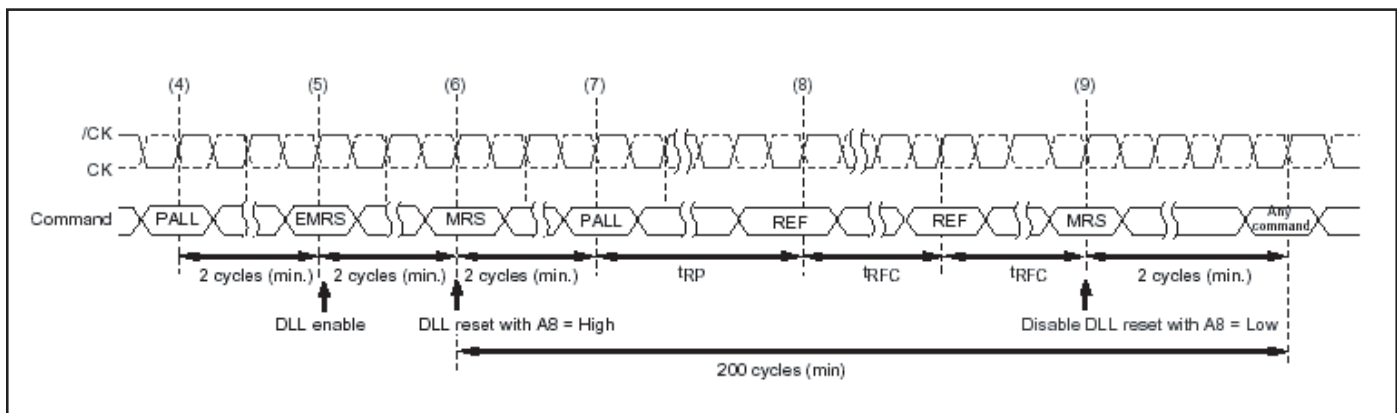 (4) (5) (6) (7) (8) (9)
/CK
CK
Command PALL EMRS MRS PALL REF REF MRS Any command
2 cycles (min.) 2 cycles (min.) 2 cycles (min.) tRP tRFC tRFC 2 cycles (min.)
DLL enable DLL reset with A8 = High Disable DLL reset with A8 = Low
200 cycles (min)